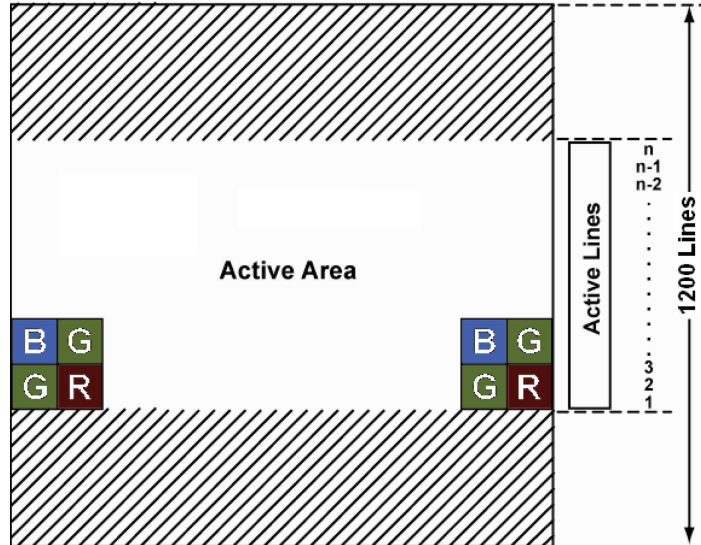 n
n-1
n-2
Active Lines
1200 Lines
Active Area
B G
B G
G R
G R
3
2
1